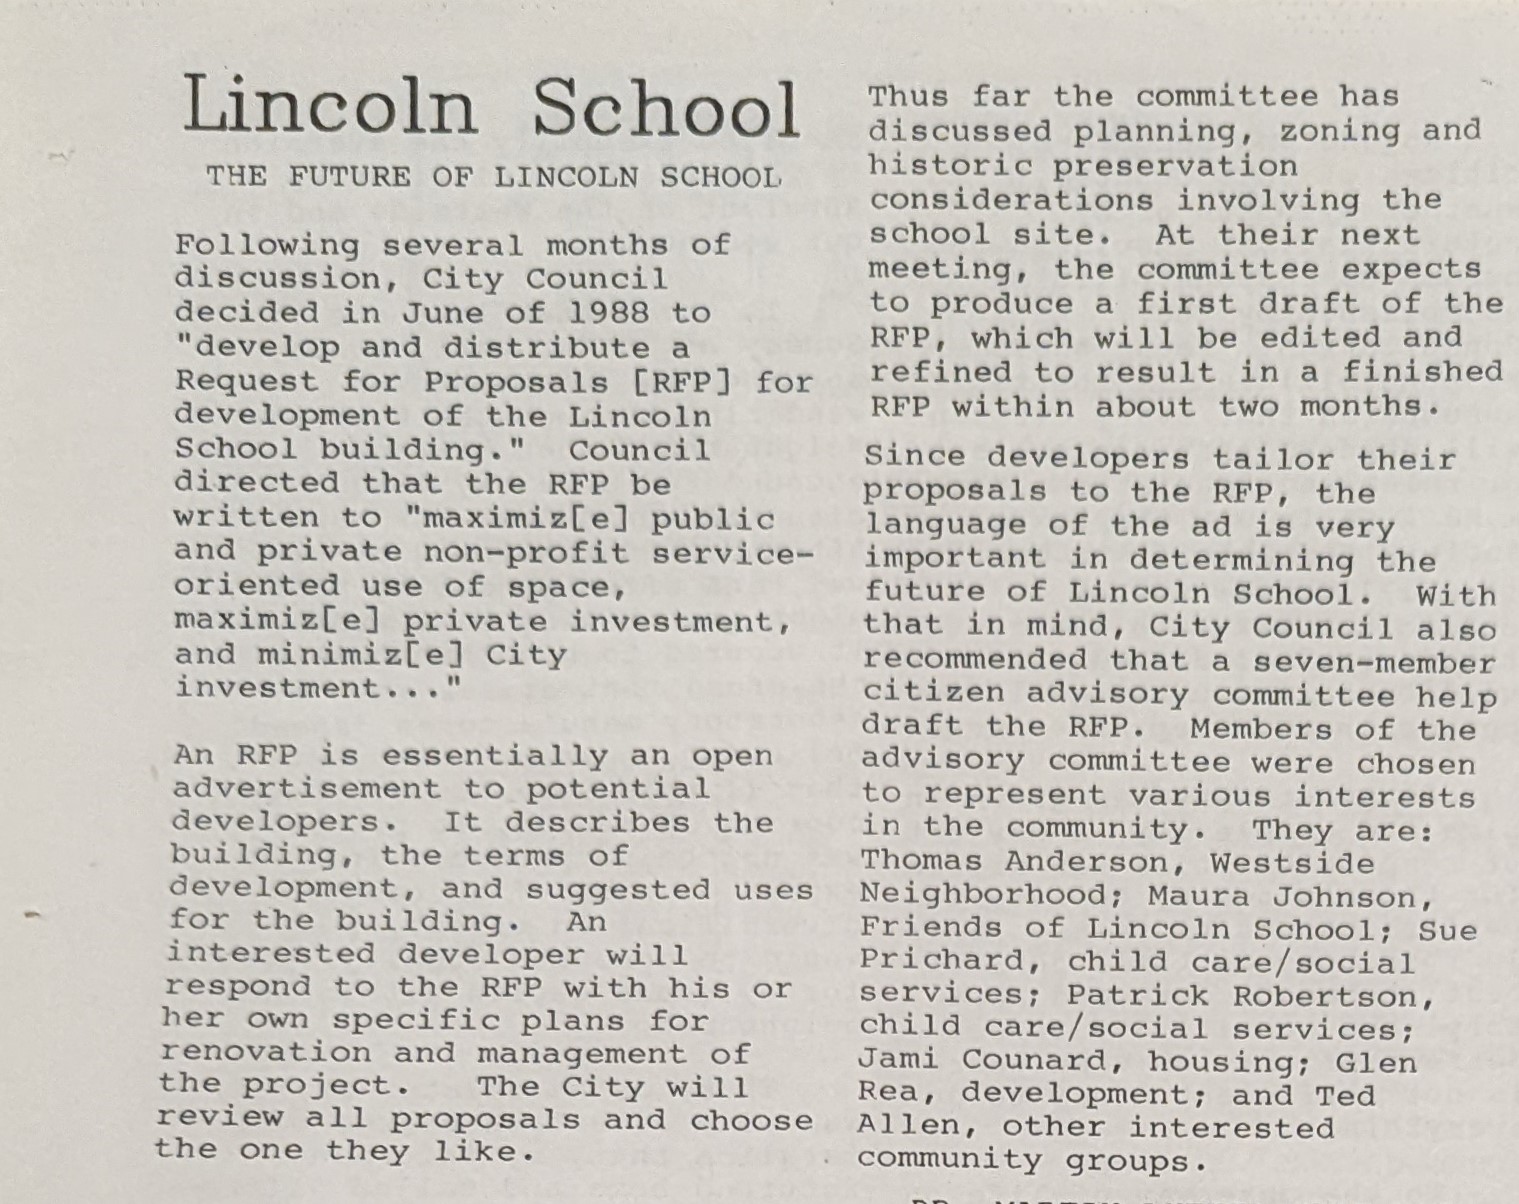 Lincoln School
THE FUTURE OF LINCOLN SCHOOL
Following several months of
discussion, City Council
decided in June of 1988 to
"develop and distribute a
Request for Proposals [RFP] for
development of the Lincoln
School building."  Council
directed that the RFP be
written to "maximiz[e] public
and private non-profit service-
oriented use of space,
maximiz[e] private investment,
and minimiz[e] City
investment..."
An RFP is essentially an open
advertisement to potential
developers.  It describes the
building, the terms of
development, and suggested uses
for the building.  An
interested developer will
respond to the RFP with his or
her own specific plans for
renovation and management of
the project.  The City will
review all proposals and choose
the one they like.
Thus far the committee has
discussed planning, zoning and
historic preservation
considerations involving the
school site.  At their next
meeting, the committee expects
to produce a first draft of the
RFP, which will be edited and
refined to result in a finished
RFP within about two months.
Since developers tailor their
proposals to the RFP, the
language of the ad is very
important in determining the
future of Lincoln School.  With
that in mind, City Council also
recommended that a seven-member
citizen advisory committee help
draft the RFP.  Members of the
advisory committee were chosen
to represent various interests
in the community.  They are:
Thomas Anderson, Westside
Neighborhood; Maura Johnson,
Friends of Lincoln School; Sue
Prichard, child care/social
services; Patrick Robertson,
child care/social services;
Jami Counard, housing; Glen
Rea, development; and Ted
Allen, other interested
community groups.